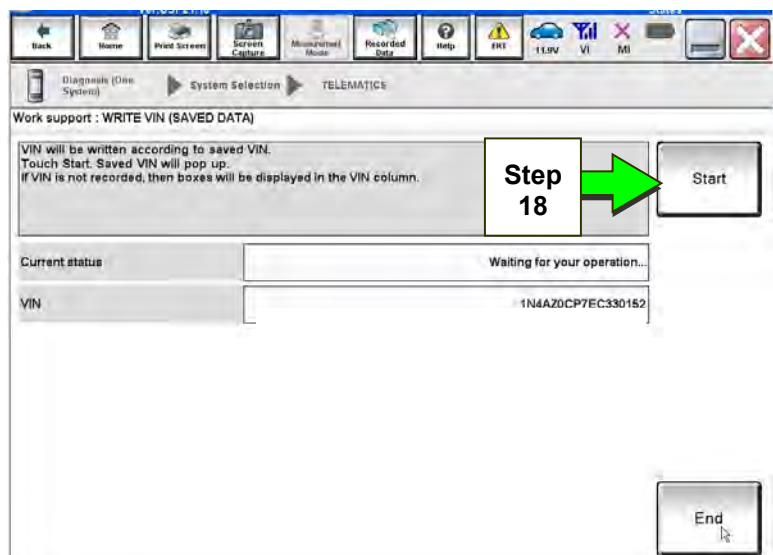 Back
Home
Print Screen
Screen Capture
Measurement Mode
Recorded Data
Help
ERT
11.9V
VI
MI
Diagnosis (One System)
System Selection
TELEMATICS
Work support : WRITE VIN (SAVED DATA)
VIN will be written according to saved VIN.
Touch Start. Saved VIN will pop up.
If VIN is not recorded, then boxes will be displayed in the VIN column.
Step
18
Start
Current status
Waiting for your operation...
VIN
1N4AZ0CP7EC330152
End